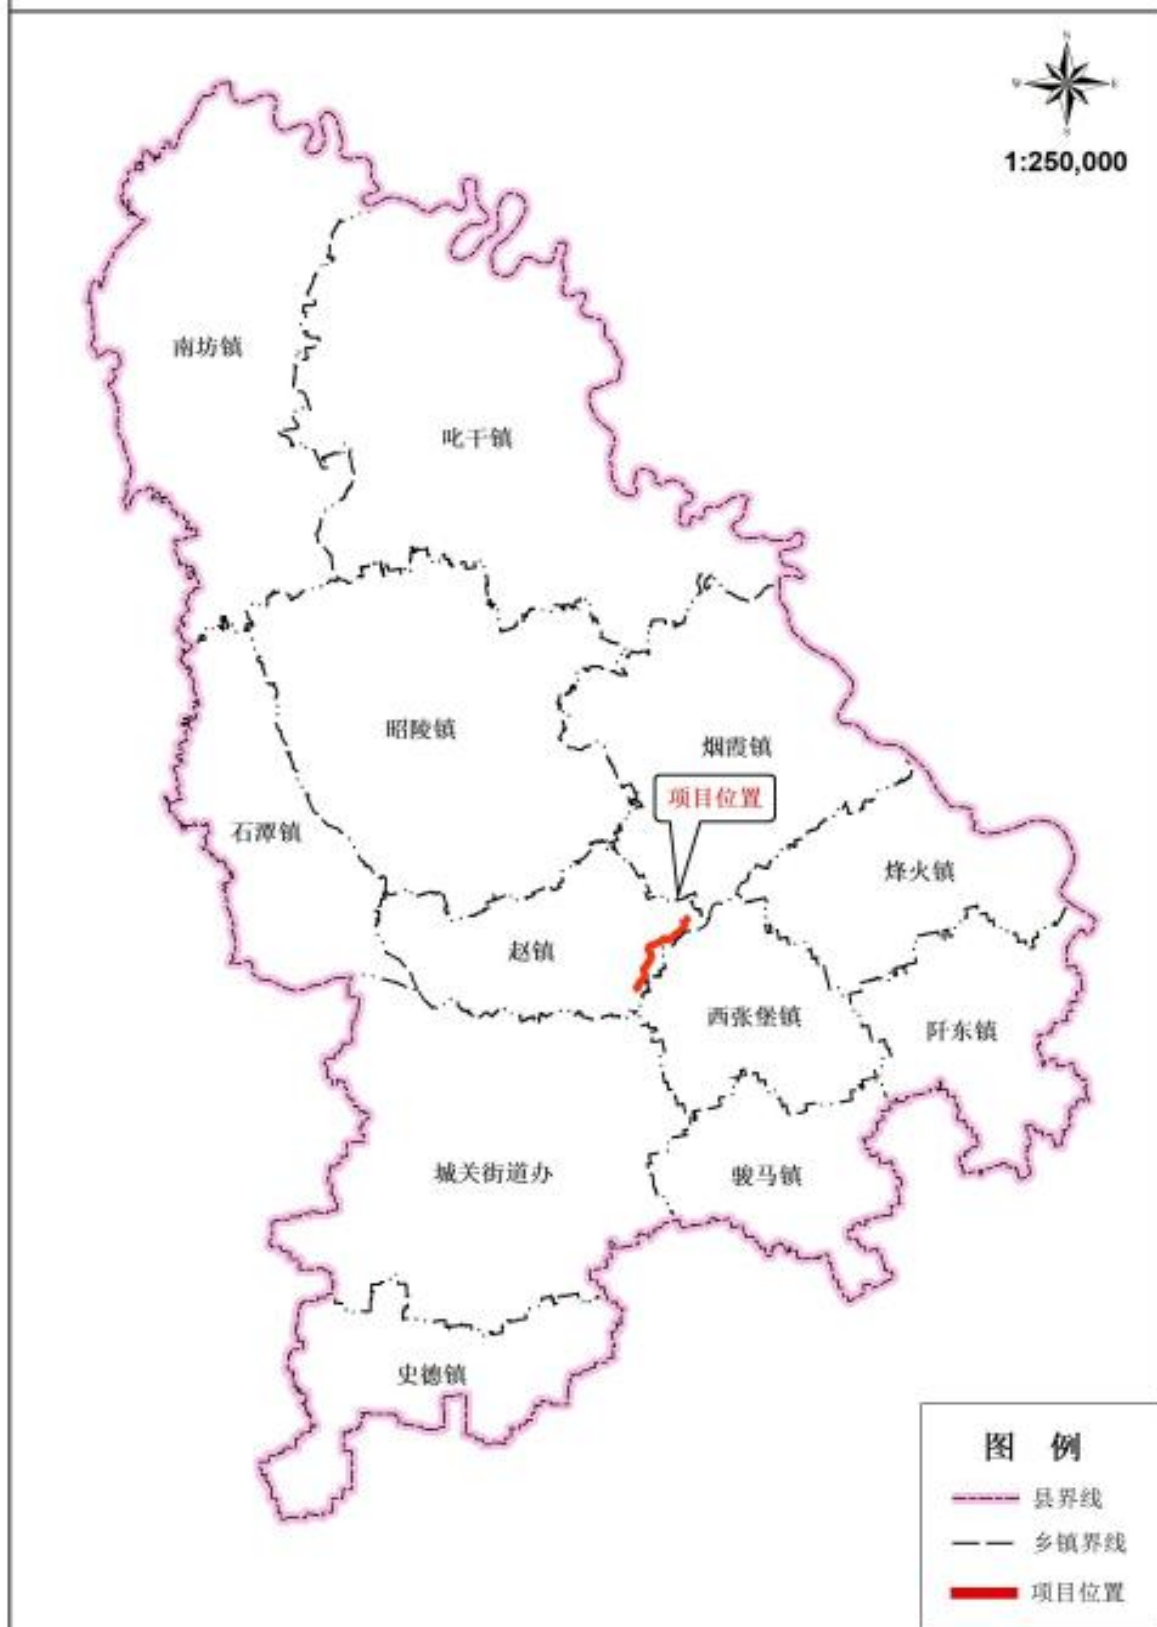 N
W
E
S
1:250,000
南坊镇
叱干镇
昭陵镇
烟霞镇
项目位置
石潭镇
烽火镇
赵镇
西张堡镇
阡东镇
城关街道办
骏马镇
史德镇
图 例
县界线
乡镇界线
项目位置